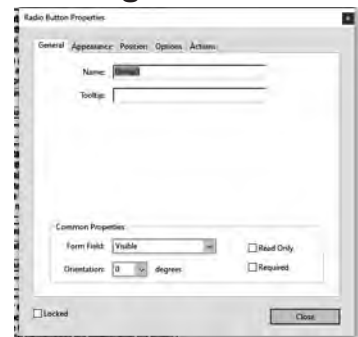 Radio Button Properties
General Appearance Position Options Actions
Name:
Tooltip:
Common Properties
Form Field: Visible
Read Only
Orientation: 0 degrees
Required
Locked
Close